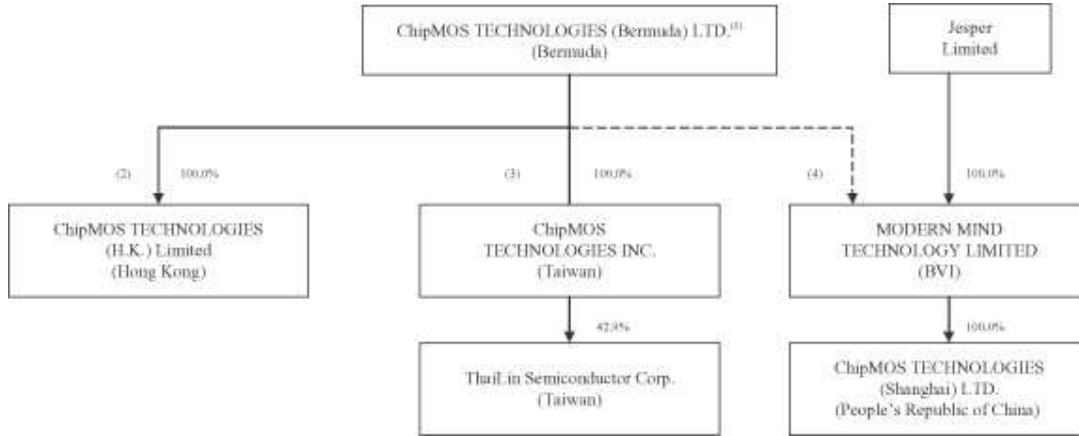 ChipMOS TECHNOLOGIES (Bermuda) LTD.(1)
(Bermuda)
Jesper
Limited
(2) 100.0%
(3) 100.0%
(4) 100.0%
ChipMOS TECHNOLOGIES
(H.K.) Limited
(Hong Kong)
ChipMOS
TECHNOLOGIES INC.
(Taiwan)
MODERN MIND
TECHNOLOGY LIMITED
(BVI)
42.9%
100.0%
ThaiLin Semiconductor Corp.
(Taiwan)
ChipMOS TECHNOLOGIES
(Shanghai) LTD.
(People's Republic of China)